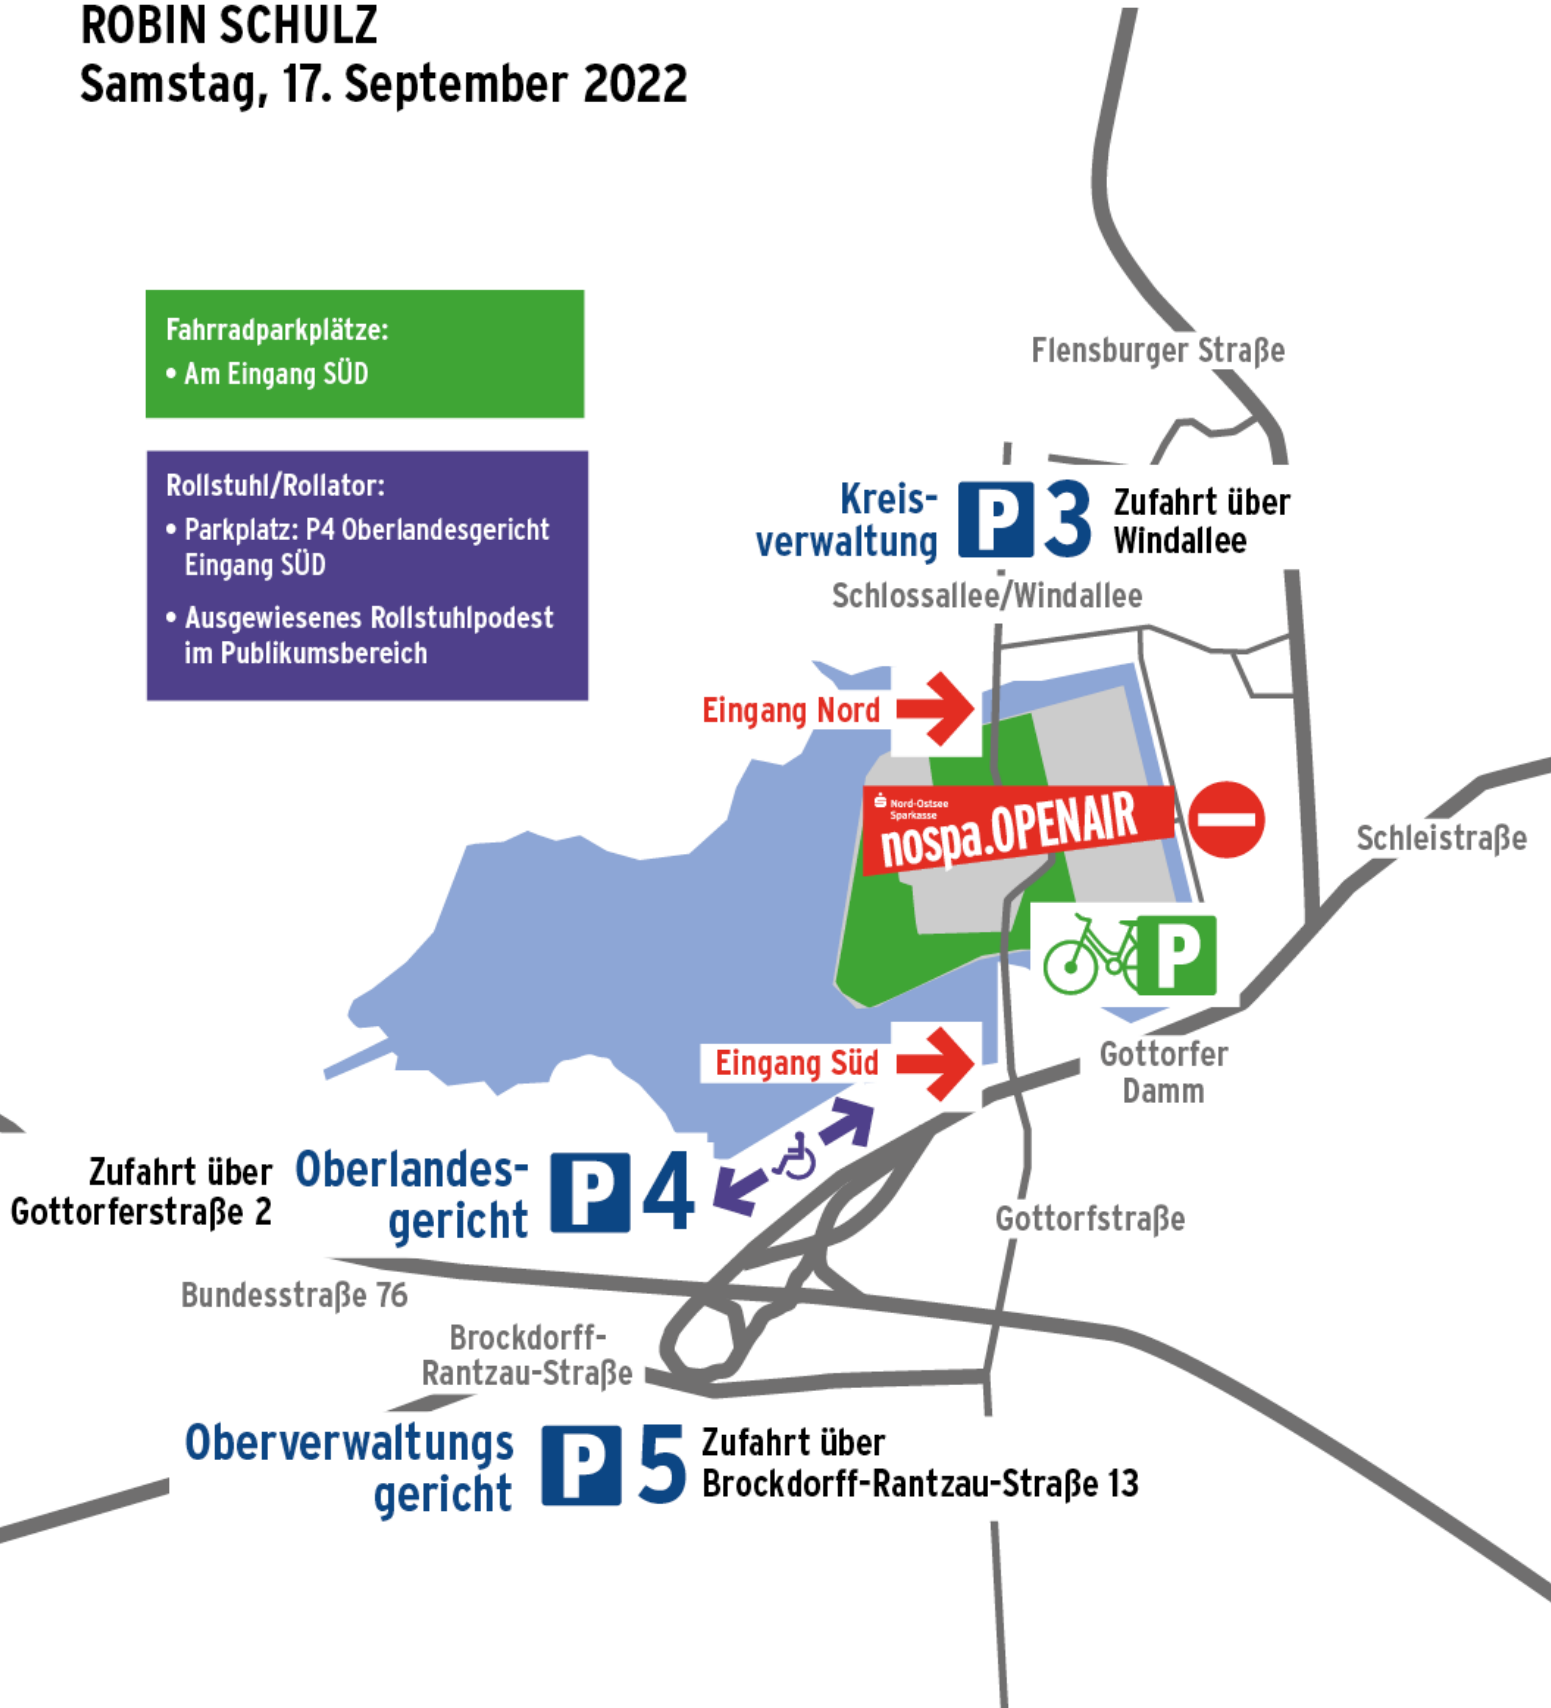 ROBIN SCHULZ
Samstag, 17. September 2022
Flensburger Straße
Fahrradparkplätze:
• Am Eingang SÜD
Rollstuhl/Rollator:
• Parkplatz: P4 Oberlandesgericht
Eingang SÜD
• Ausgewiesenes Rollstuhlpodest
im Publikumsbereich
Kreis-
verwaltung
P 3
Zufahrt über
Windallee
Schlossallee/Windallee
Eingang Nord
Nord-Ostsee
Sparkasse
nospa.OPENAIR
Schleistraße
P
Eingang Süd
Gottorfer
Damm
Zufahrt über
Gottorferstraße 2
Oberlandes-
gericht
P 4
Gottorfstraße
Bundesstraße 76
Brockdorff-
Rantzau-Straße
Oberverwaltungs
gericht
P 5
Zufahrt über
Brockdorff-Rantzau-Straße 13